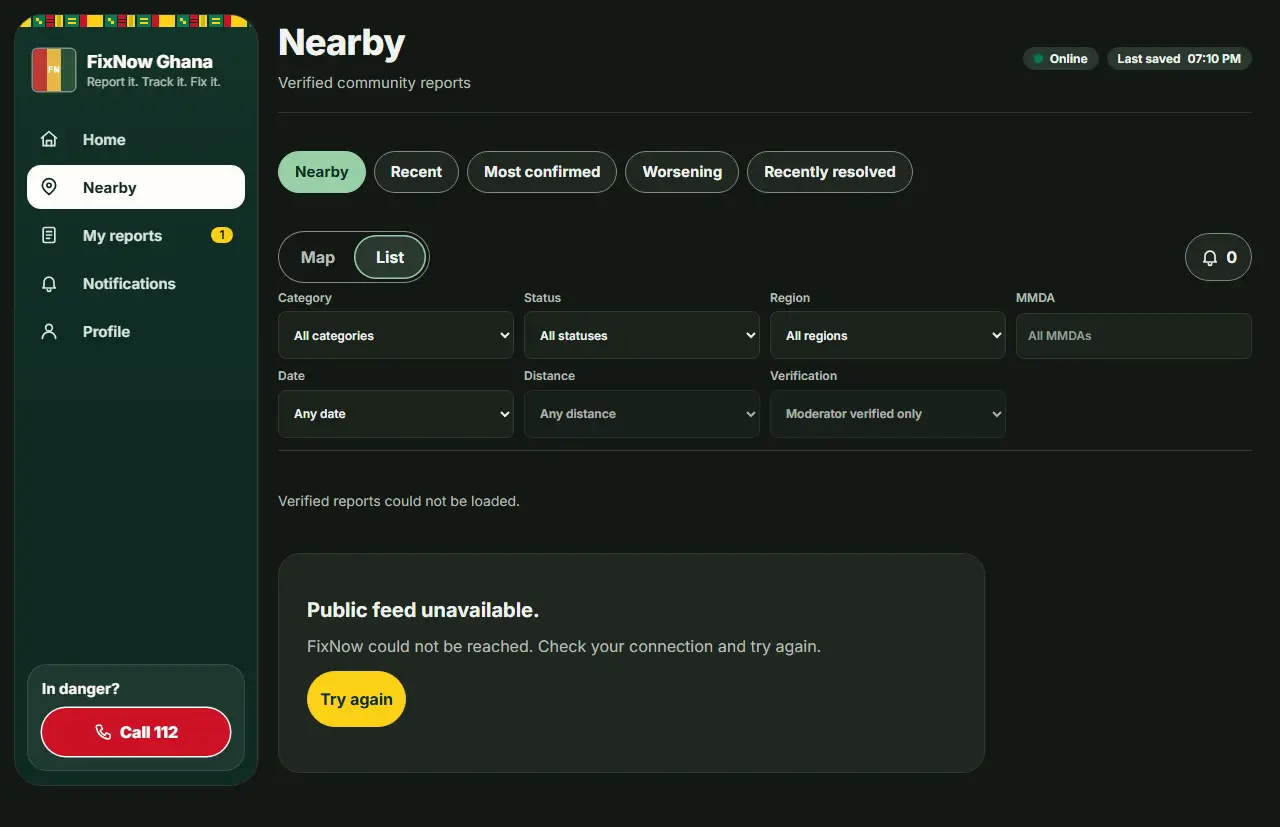 FN
FixNow Ghana
Report it. Track it. Fix it.
Home
Nearby
My reports 1
Notifications
Profile
In danger?
Call 112
Nearby
Verified community reports
Online
Last saved 07:10 PM
Nearby Recent Most confirmed Worsening Recently resolved
Map List
0
Category Status Region MMDA
All categories All statuses All regions All MMDAs
Date Distance Verification
Any date Any distance Moderator verified only
Verified reports could not be loaded.
Public feed unavailable.
FixNow could not be reached. Check your connection and try again.
Try again